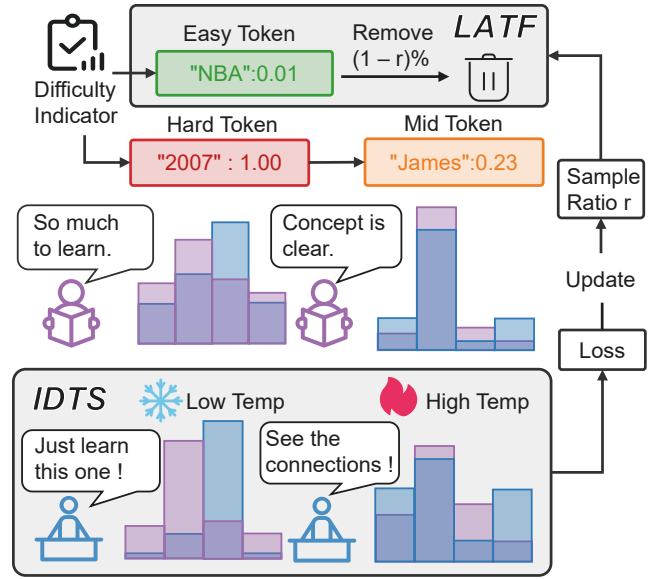 LATF
Easy Token
Remove
(1 – r)%
"NBA":0.01
Difficulty
Indicator
Hard Token
Mid Token
"2007" : 1.00
"James":0.23
Sample
Ratio r
So much
to learn.
Concept is
clear.
Update
Loss
IDTS
Low Temp
High Temp
Just learn
this one !
See the
connections !